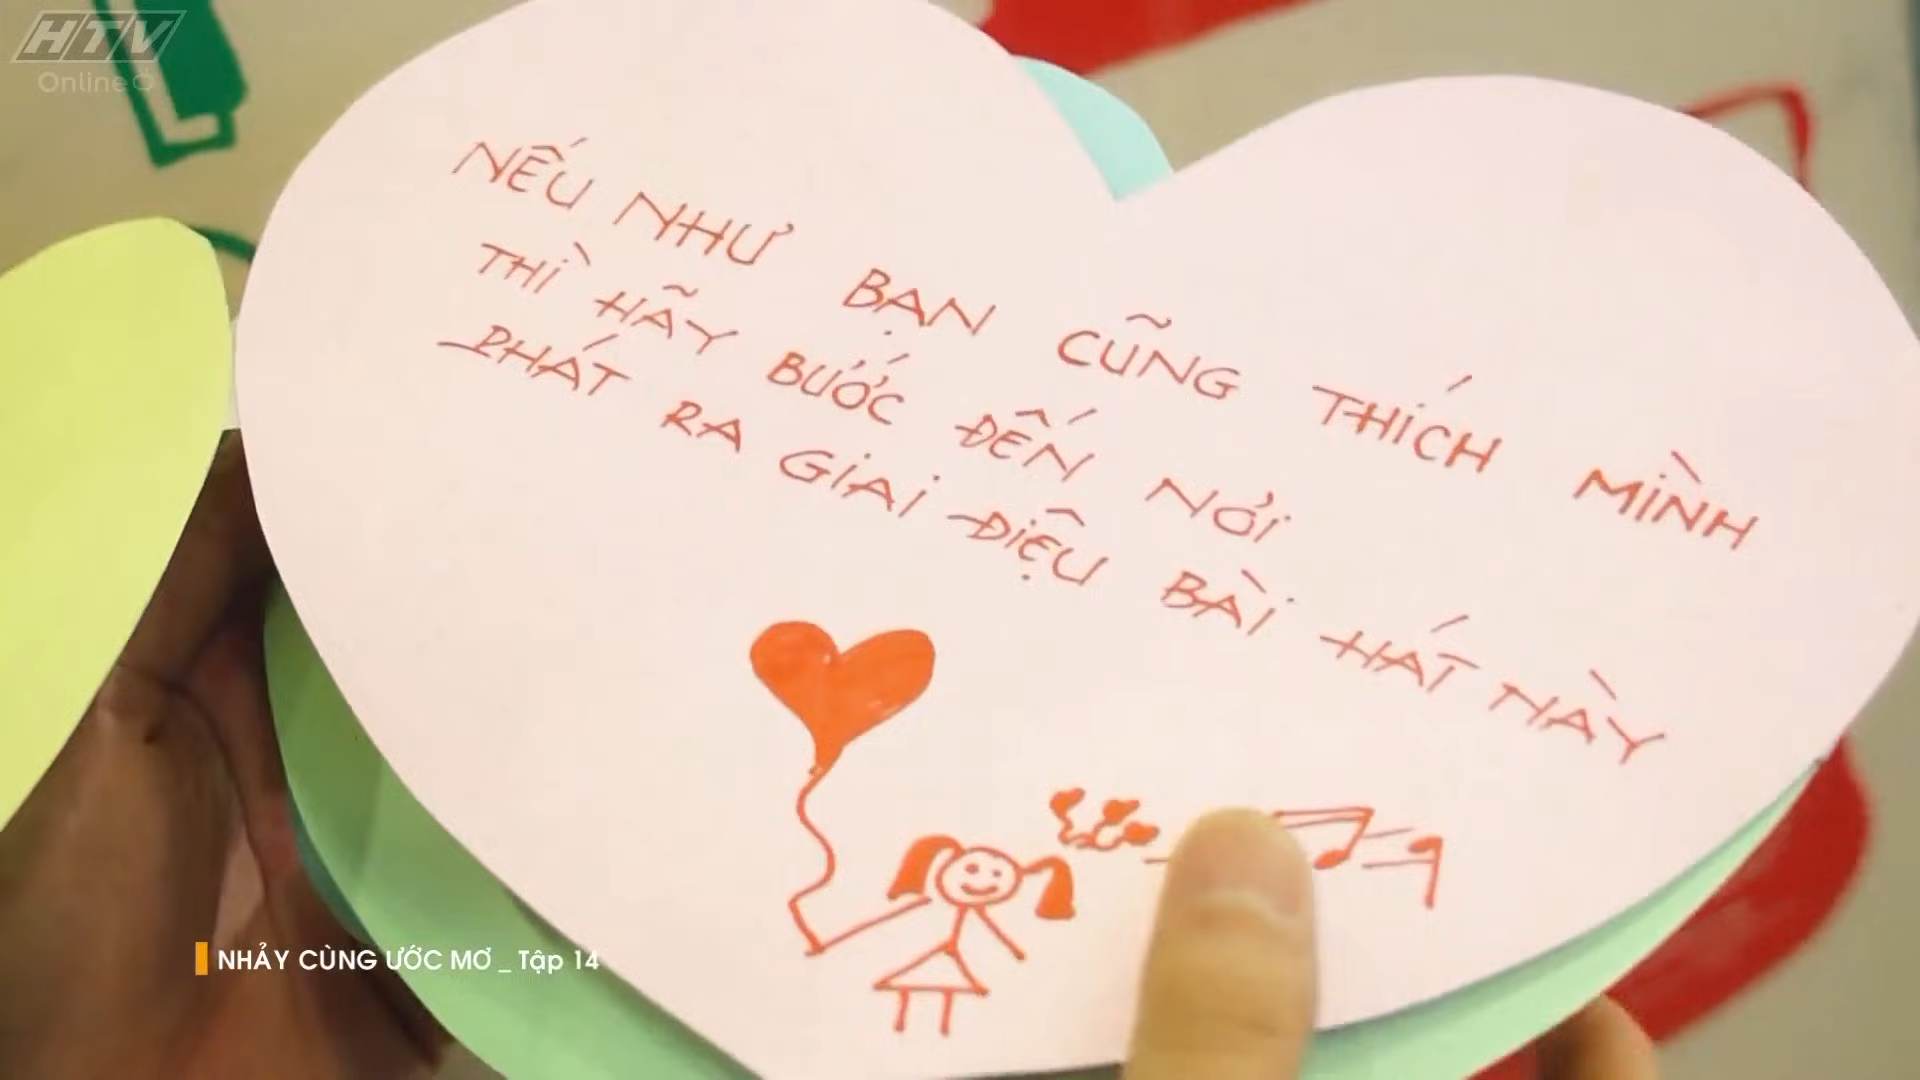 HTV
Online
NẾU NHƯ BẠN CŨNG THÍCH MÌNH
THÌ HÃY BƯỚC ĐẾN NƠI
PHÁT RA GIAI ĐIỆU BÀI HÁT NÀY
NHẢY CÙNG ƯỚC MƠ _ Tập 14